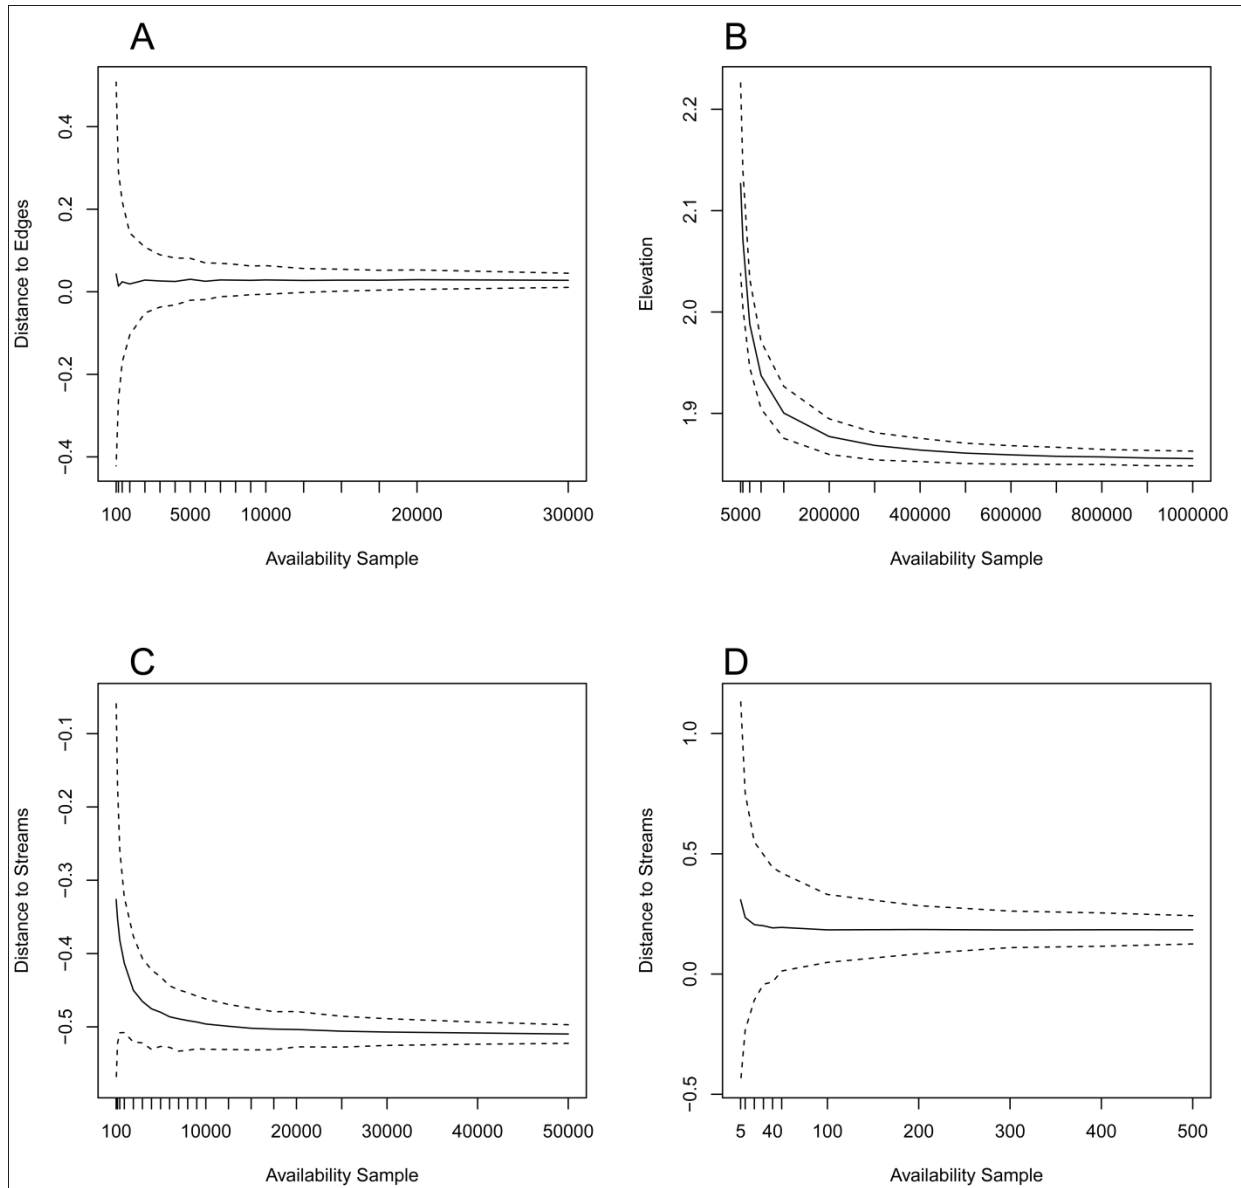 A
0.4
0.2
0.0
−0.2
−0.4
Distance to Edges
100 5000 10000 20000 30000
Availability Sample
B
2.2
2.1
2.0
1.9
Elevation
5000 200000 400000 600000 800000 1000000
Availability Sample
C
−0.1
−0.2
−0.3
−0.4
−0.5
Distance to Streams
100 10000 20000 30000 40000 50000
Availability Sample
D
1.0
0.5
0.0
−0.5
Distance to Streams
5 40 100 200 300 400 500
Availability Sample